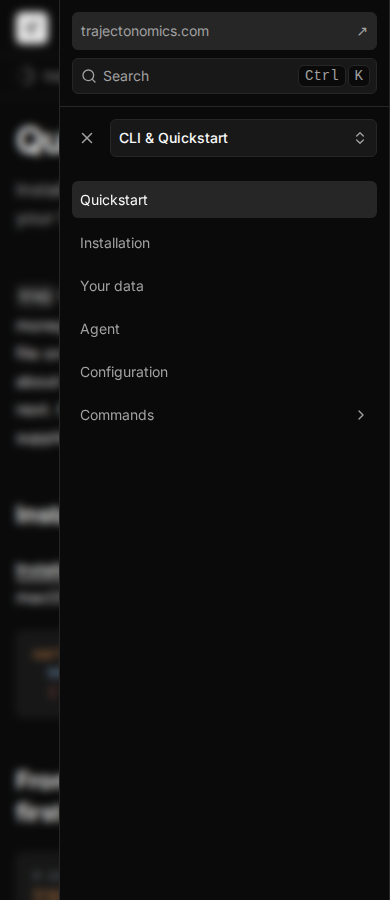 trajectonomics.com ↗
Search Ctrl K
CLI & Quickstart
Quickstart
Installation
Your data
Agent
Configuration
Commands